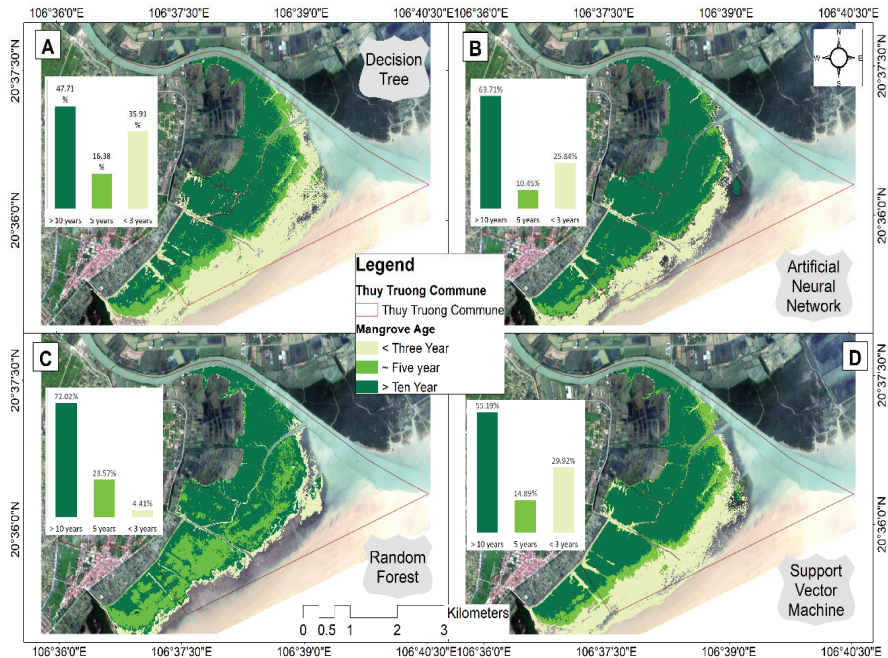 106°36'0"E 106°37'30"E 106°39'0"E 106°40'30"E 106°36'0"E 106°37'30"E 106°39'0"E 106°40'30"E
20°37'30"N
20°36'0"N
A
Decision
Tree
47.71
%
16.38
%
35.91
%
> 10 years 5 years < 3 years
B
N
W E
S
63.71%
10.45%
25.84%
> 10 years 5 years < 3 years
Artificial
Neural
Network
20°37'30"N
20°36'0"N
Legend
Thuy Truong Commune
Thuy Truong Commune
Mangrove Age
< Three Year
~ Five year
> Ten Year
20°37'30"N
20°36'0"N
C
72.02%
23.57%
4.41%
> 10 years 5 years < 3 years
Random
Forest
0 0.5 1 2 3
Kilometers
D
55.19%
14.89%
29.92%
> 10 years 5 years < 3 years
Support
Vector
Machine
20°37'30"N
20°36'0"N
106°36'0"E 106°37'30"E 106°39'0"E 106°40'30"E 106°36'0"E 106°37'30"E 106°39'0"E 106°40'30"E